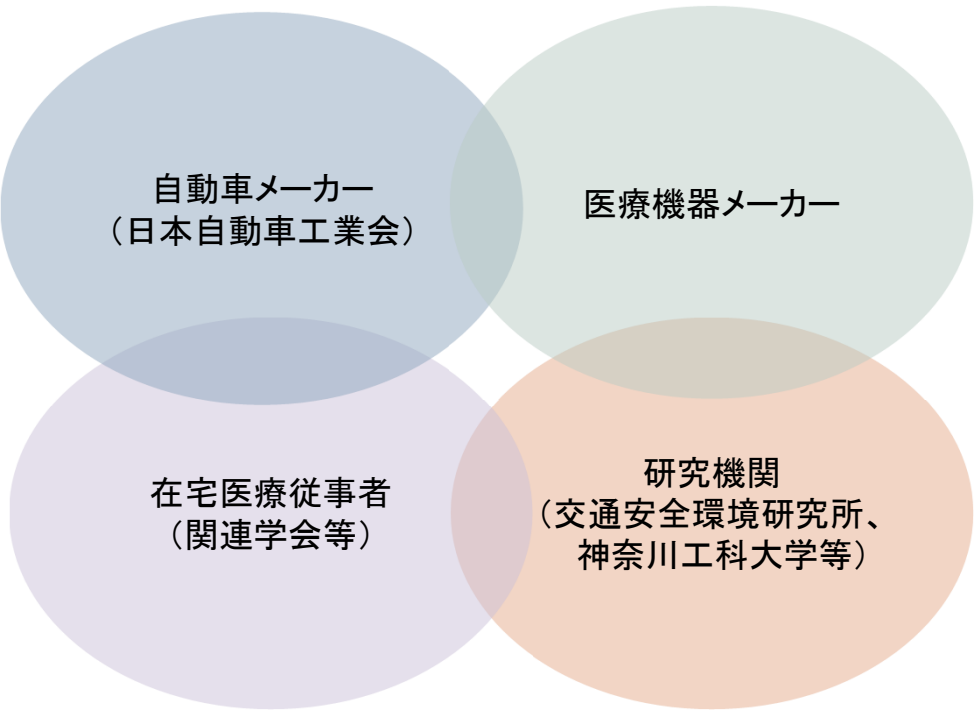 自動車メーカー
（日本自動車工業会）
医療機器メーカー
在宅医療従事者
（関連学会等）
研究機関
（交通安全環境研究所、
神奈川工科大学等）